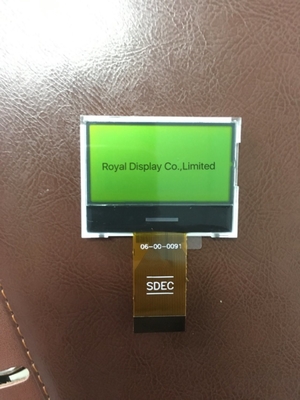 Royal Display Co.,Limited
06-00-0091
SDEC